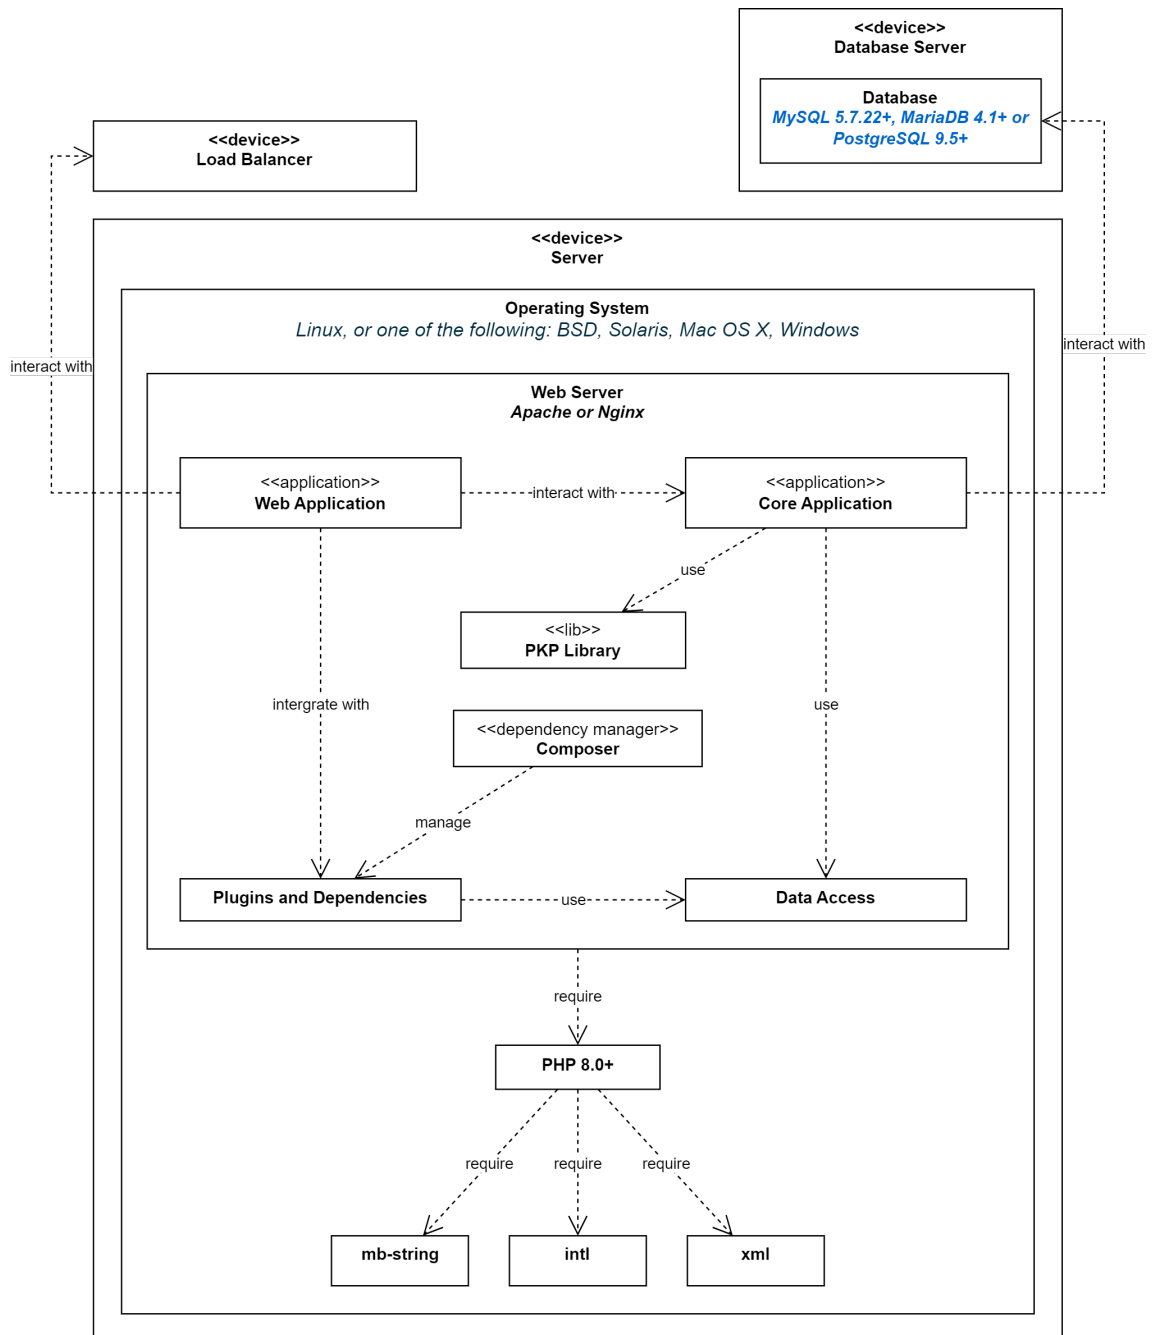 <<device>>
Database Server
Database
MySQL 5.7.22+, MariaDB 4.1+ or
PostgreSQL 9.5+
<<device>>
Load Balancer
<<device>>
Server
Operating System
Linux, or one of the following: BSD, Solaris, Mac OS X, Windows
interact with
interact with
Web Server
Apache or Nginx
<<application>>
Web Application
interact with
<<application>>
Core Application
use
<<lib>>
PKP Library
intergrate with
use
<<dependency manager>>
Composer
manage
Plugins and Dependencies
use
Data Access
require
PHP 8.0+
require
require
require
mb-string
intl
xml